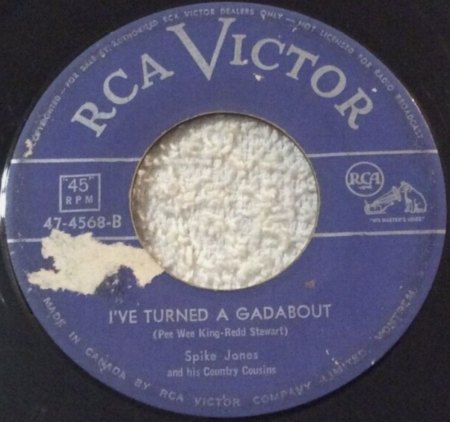 FOR SALE BY AUTHORIZED RCA VICTOR DEALERS ONLY — NOT LICENSED FOR RADIO BROADCAST
RCA VICTOR
"45"
RPM
RCA
47-4568-B
"HIS MASTER'S VOICE"
I'VE TURNED A GADABOUT
(Pee Wee King-Redd Stewart)
Spike Jones
and his Country Cousins
MADE IN CANADA BY RCA VICTOR COMPANY, LIMITED, MONTREAL